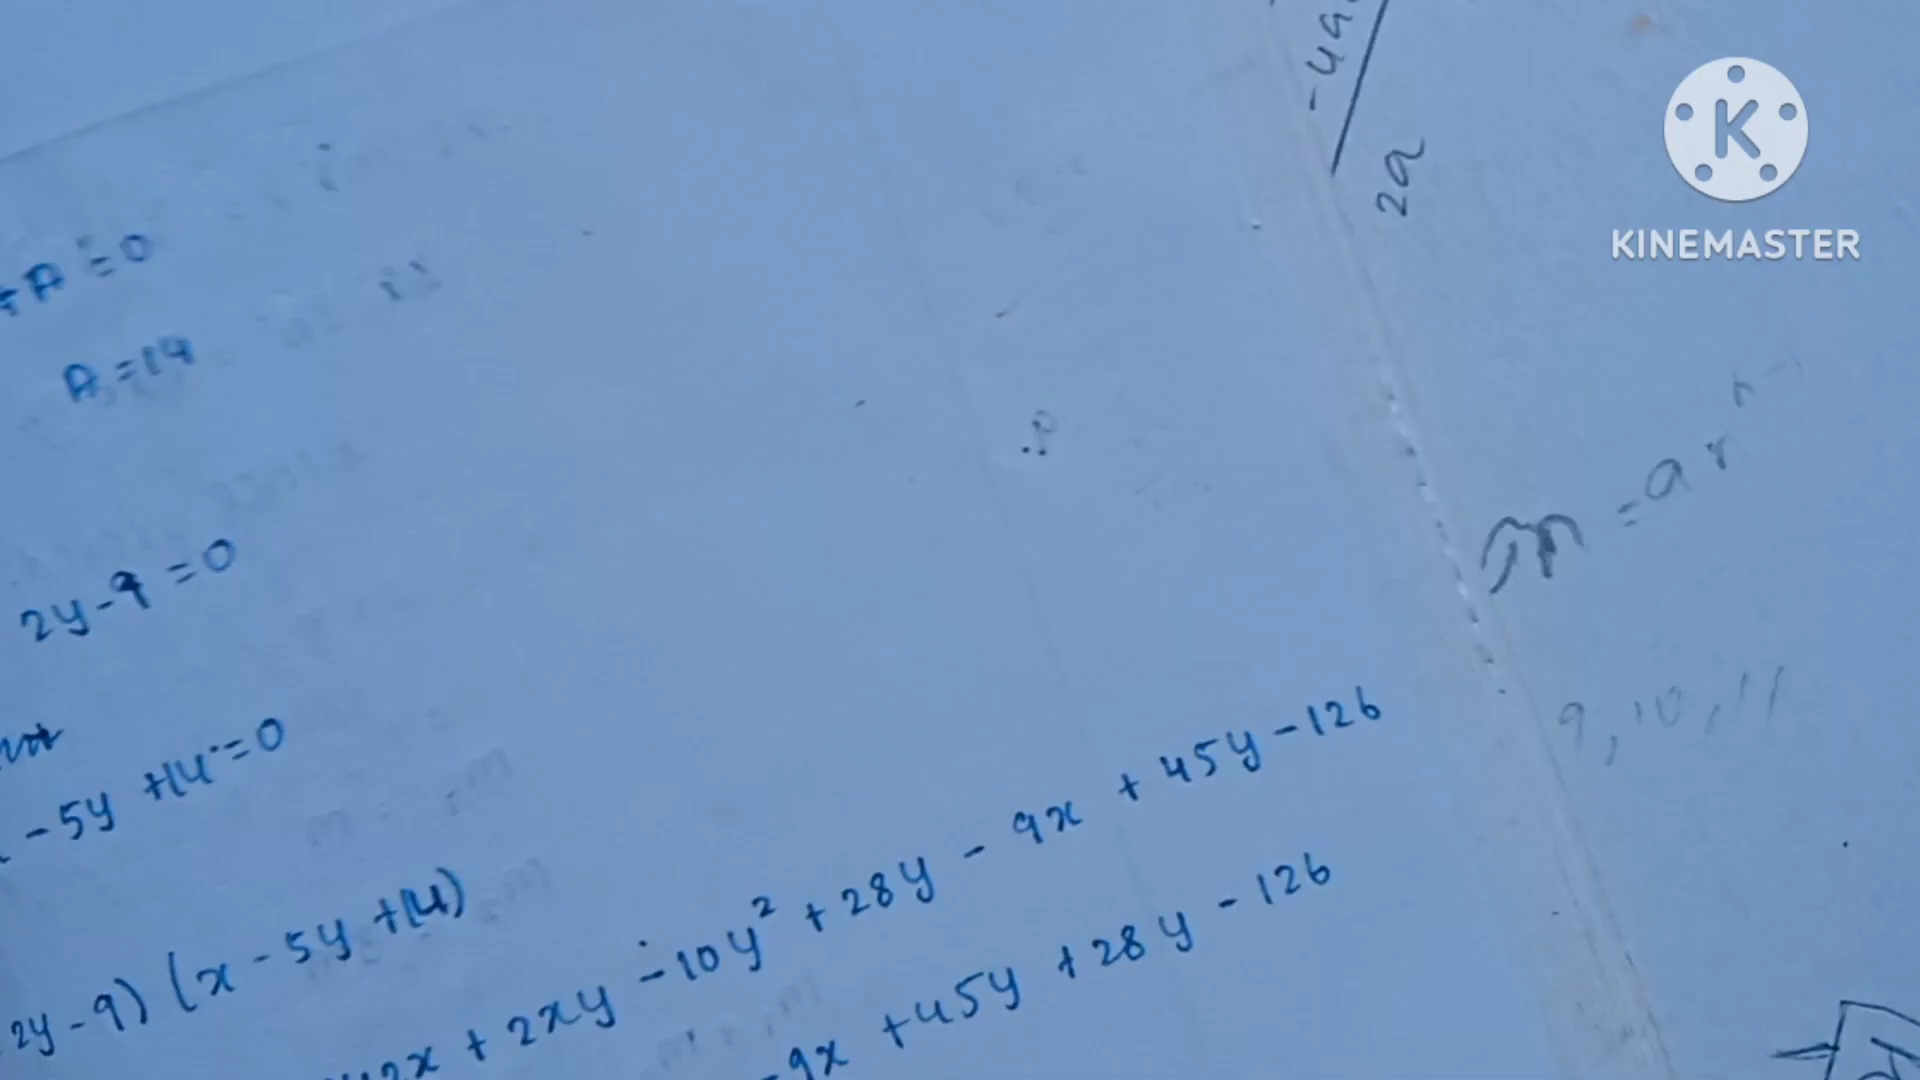 -4a
2a
K
KINEMASTER
+A=0
A=14
2y-9=0
-5y+14=0
2y-9)(x-5y+14)
42x+2xy-10y²+28y-9x+45y-126
-9x+45y+28y-126
=ar
9,10,11